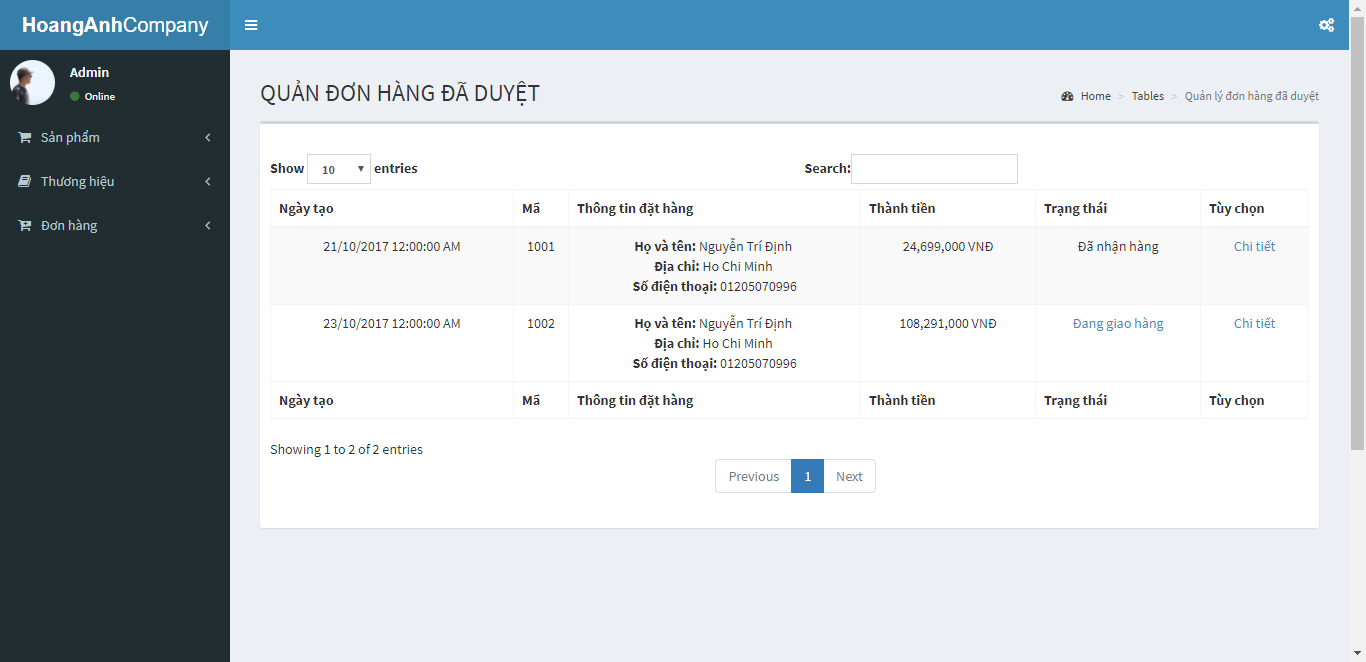 HoangAnhCompany
Admin
Online
Sản phẩm
Thương hiệu
Đơn hàng
QUẢN ĐƠN HÀNG ĐÃ DUYỆT
Home > Tables > Quản lý đơn hàng đã duyệt
Show 10 entries Search:
Ngày tạo Mã Thông tin đặt hàng Thành tiền Trạng thái Tùy chọn
21/10/2017 12:00:00 AM 1001 Họ và tên: Nguyễn Trí Định 24,699,000 VNĐ Đã nhận hàng Chi tiết
Địa chỉ: Ho Chi Minh
Số điện thoại: 01205070996
23/10/2017 12:00:00 AM 1002 Họ và tên: Nguyễn Trí Định 108,291,000 VNĐ Đang giao hàng Chi tiết
Địa chỉ: Ho Chi Minh
Số điện thoại: 01205070996
Ngày tạo Mã Thông tin đặt hàng Thành tiền Trạng thái Tùy chọn
Showing 1 to 2 of 2 entries
Previous 1 Next